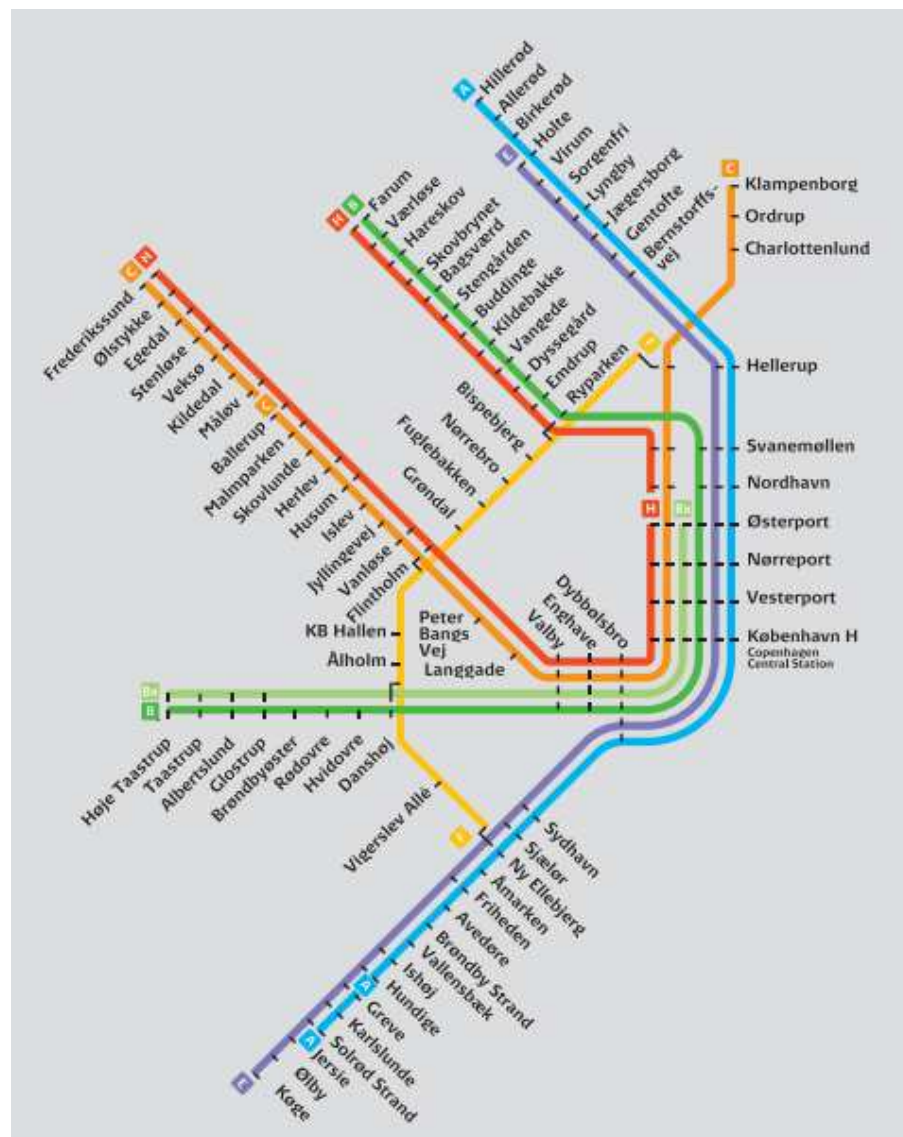 A
Hillerød
Allerød
Birkerød
Holte
Virum
Sorgenfri
Lyngby
Jægersborg
Gentofte
Bernstorffs-
vej
E
C
Klampenborg
Ordrup
Charlottenlund
Hellerup
Svanemøllen
Nordhavn
Østerport
Nørreport
Vesterport
København H
Copenhagen
Central Station
H
B
Farum
Værløse
Hareskov
Skovbrynet
Bagsværd
Stengården
Buddinge
Kildebakke
Vangede
Dyssegård
Emdrup
Ryparken
F
Bispebjerg
Nørrebro
Fuglebakken
Grøndal
C
H
Frederikssund
Ølstykke
Egedal
Stenløse
Veksø
Kildedal
Måløv
C
Ballerup
Malmparken
Skovlunde
Herlev
Husum
Islev
Jyllingevej
Vanløse
Flintholm
H
Bx
KB Hallen
Ålholm
Peter
Bangs
Vej
Langgade
Valby
Enghave
Dybbølsbro
Bx
B
Høje Taastrup
Taastrup
Albertslund
Glostrup
Brøndbyøster
Rødovre
Hvidovre
Danshøj
Vigerslev Allé
F
Sydhavn
Sjælør
Ny Ellebjerg
Åmarken
Friheden
Avedøre
Brøndby Strand
Vallensbæk
Ishøj
Hundige
A
Greve
Karlslunde
Solrød Strand
A
Jersie
Ølby
Køge
E